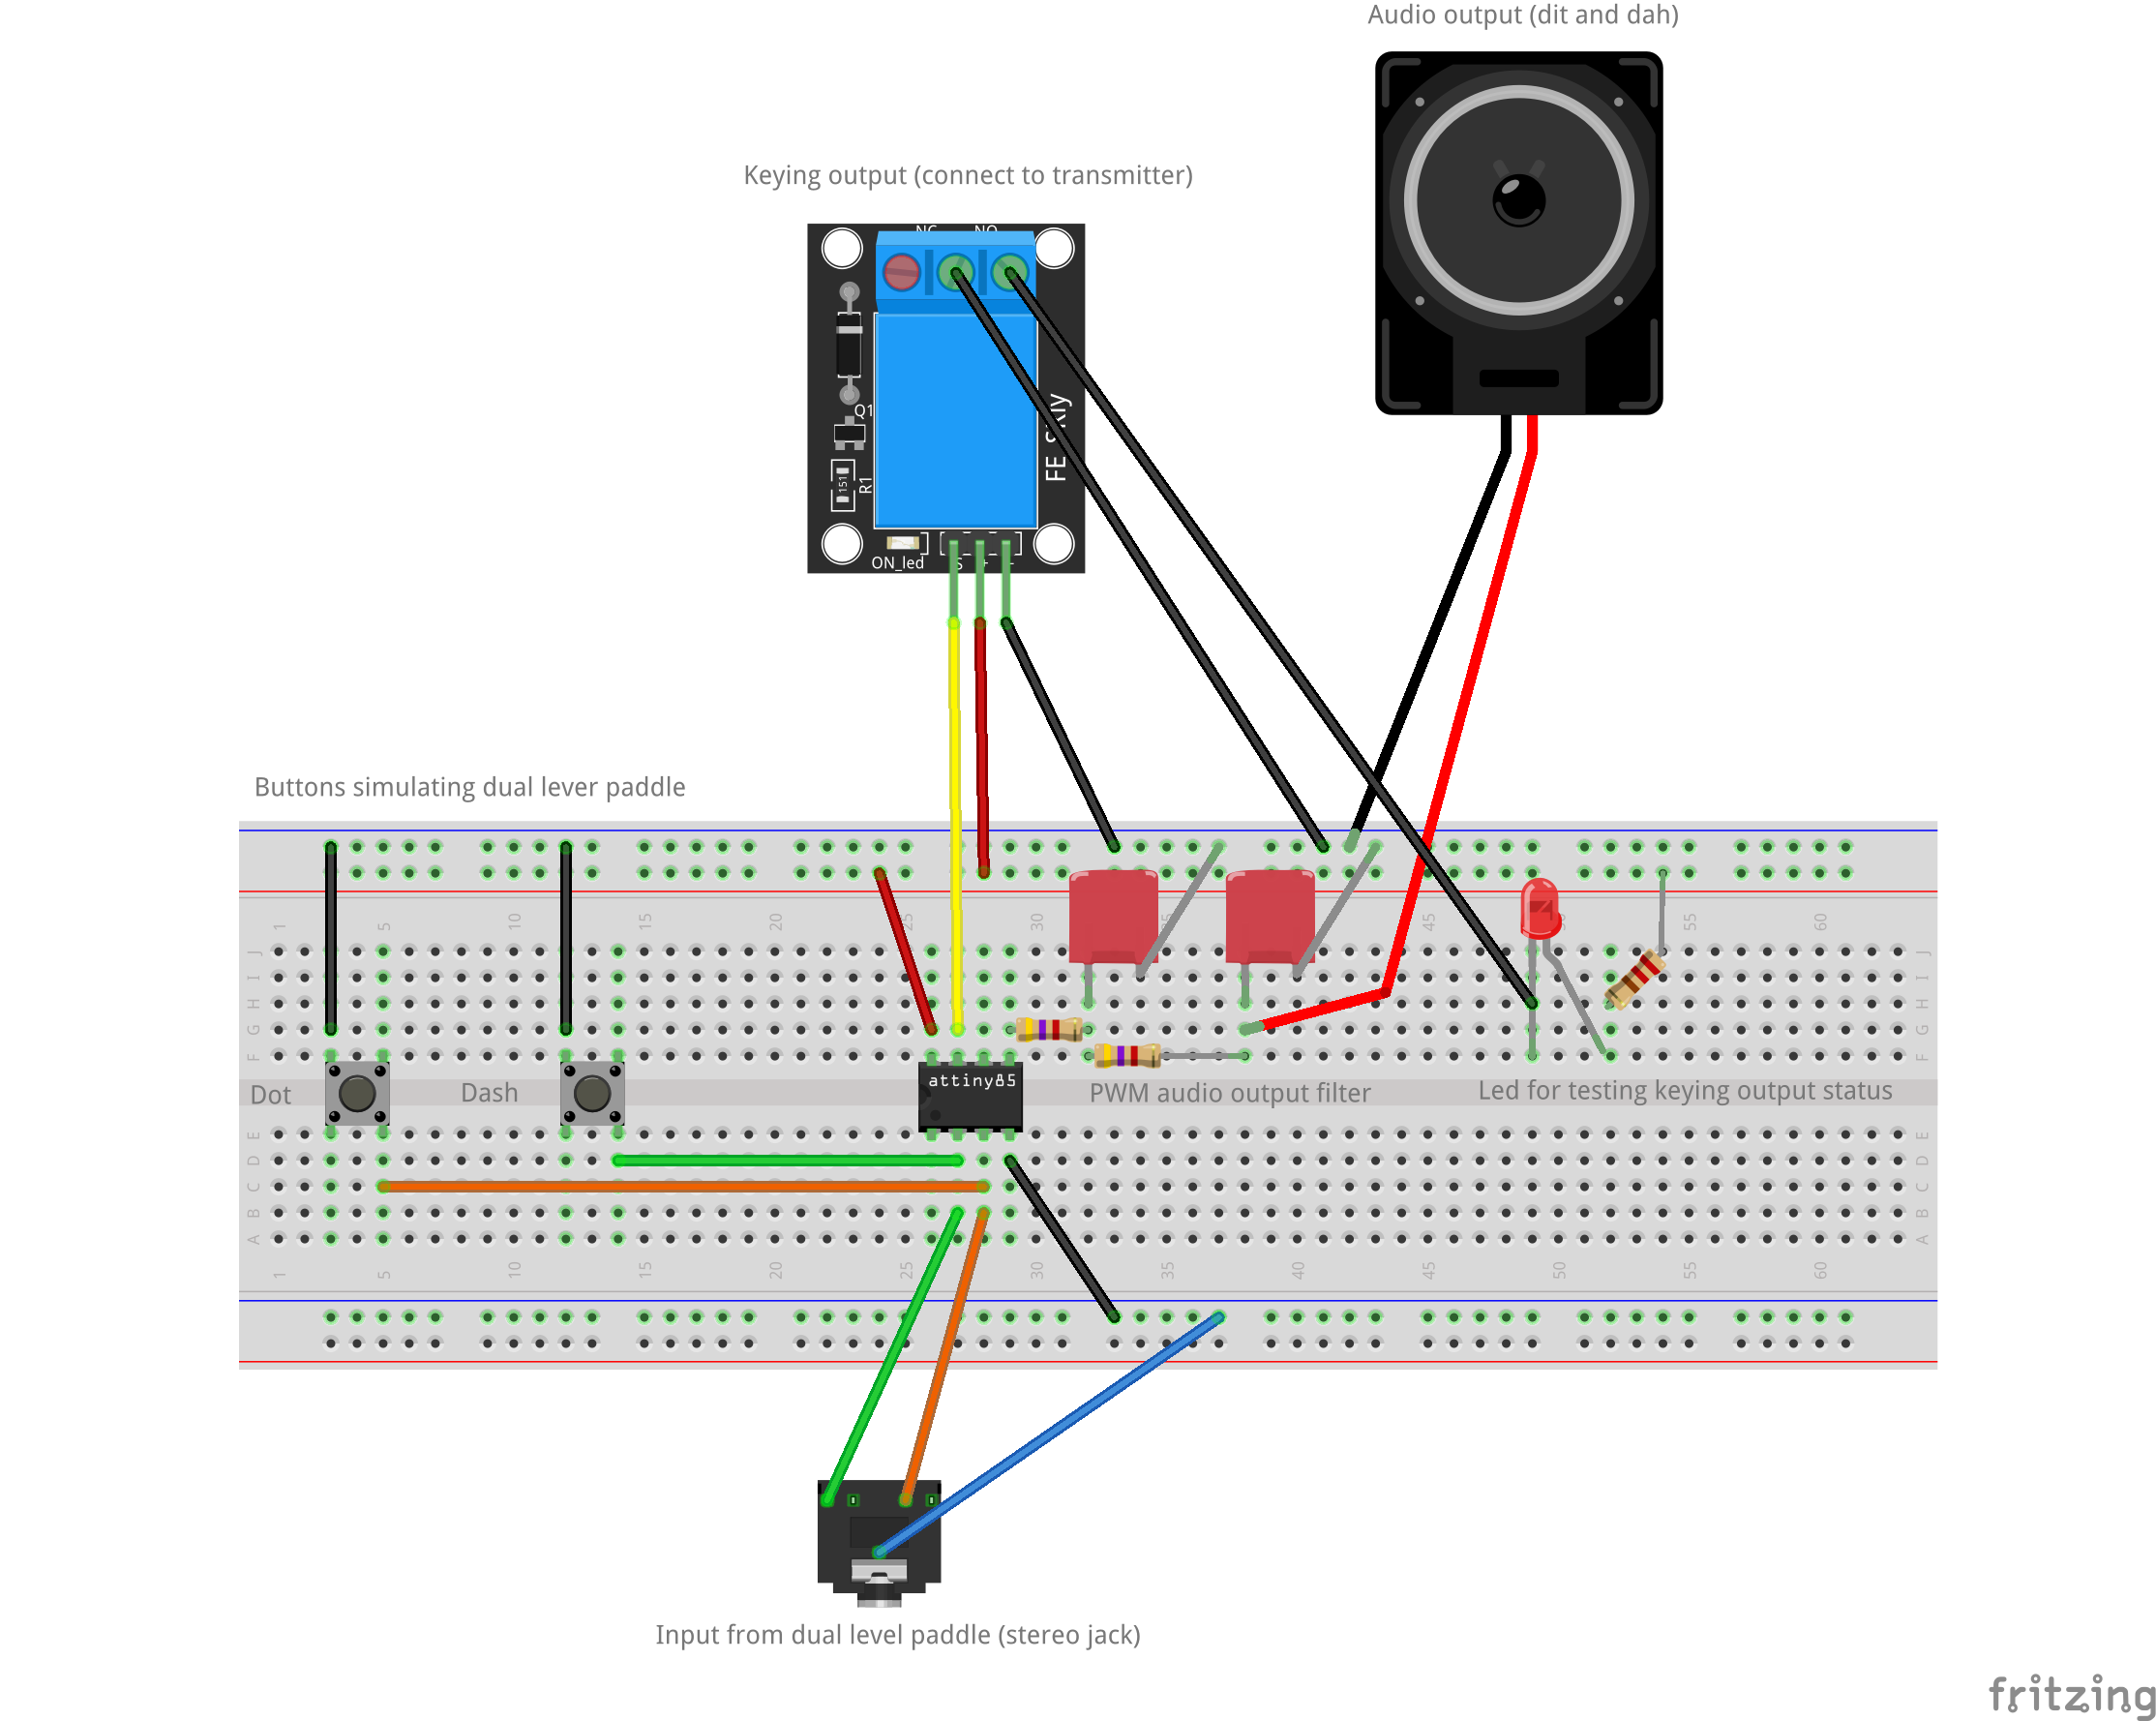 Audio output (dit and dah)
Keying output (connect to transmitter)
NC NO
Q1
FE_SRly
151
R1
ON_led
S + -
Buttons simulating dual lever paddle
1 5 10 15 20 25 30 35 40 45 50 55 60
J J
I I
H H
G G
F F
attiny85
Dot
Dash
PWM audio output filter
Led for testing keying output status
E E
D D
C C
B B
A A
1 5 10 15 20 25 30 35 40 45 50 55 60
Input from dual level paddle (stereo jack)
fritzing